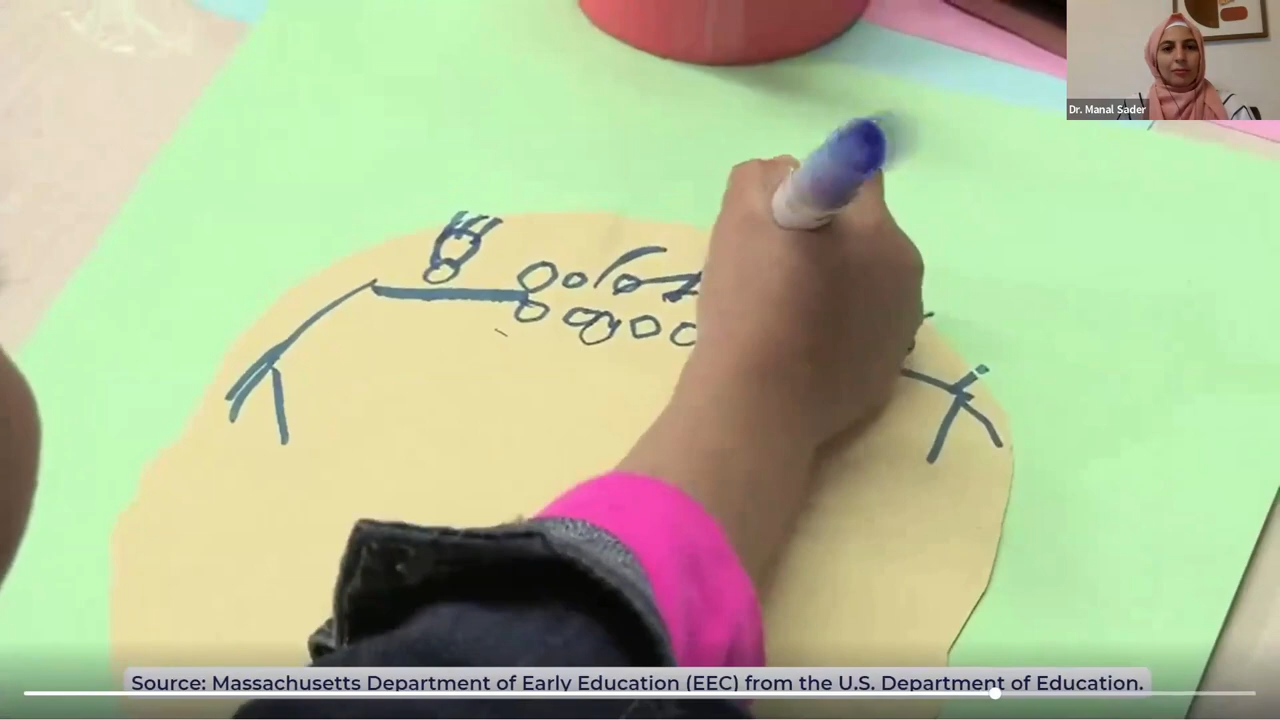 Dr. Manal Sader
Source: Massachusetts Department of Early Education (EEC) from the U.S. Department of Education.